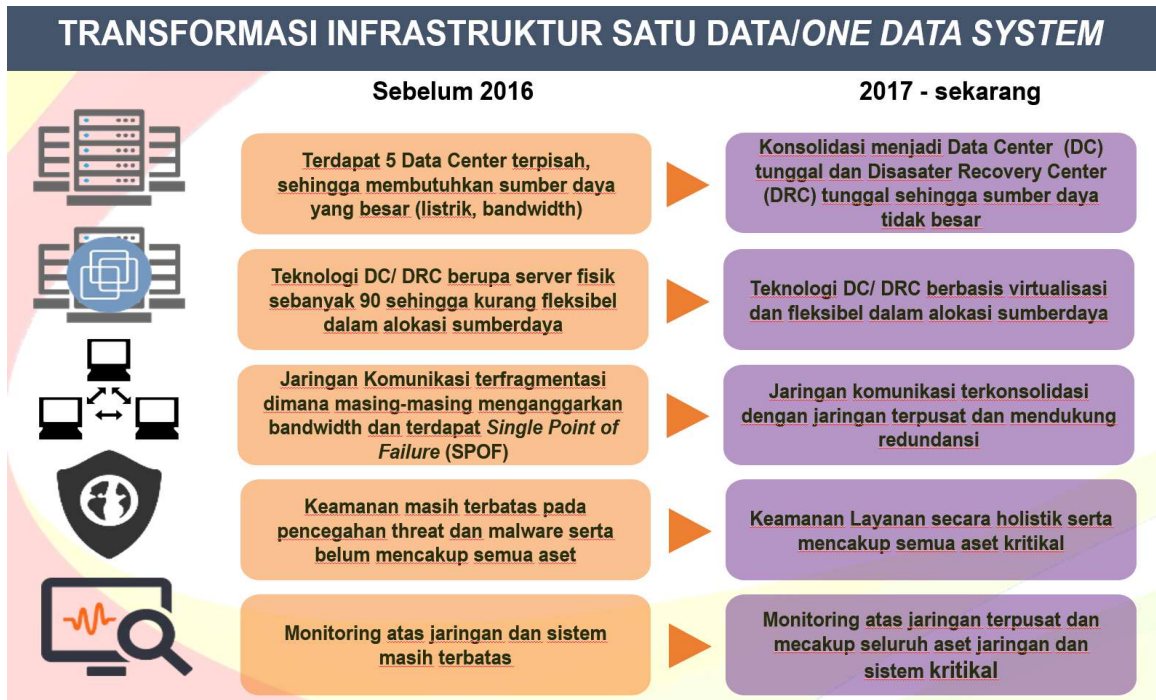 TRANSFORMASI INFRASTRUKTUR SATU DATA/ONE DATA SYSTEM
Sebelum 2016
2017 - sekarang
Terdapat 5 Data Center terpisah,
sehingga membutuhkan sumber daya
yang besar (listrik, bandwidth)
Konsolidasi menjadi Data Center (DC)
tunggal dan Disasater Recovery Center
(DRC) tunggal sehingga sumber daya
tidak besar
Teknologi DC/ DRC berupa server fisik
sebanyak 90 sehingga kurang fleksibel
dalam alokasi sumberdaya
Teknologi DC/ DRC berbasis virtualisasi
dan fleksibel dalam alokasi sumberdaya
Jaringan Komunikasi terfragmentasi
dimana masing-masing menganggarkan
bandwidth dan terdapat Single Point of
Failure (SPOF)
Jaringan komunikasi terkonsolidasi
dengan jaringan terpusat dan mendukung
redundansi
Keamanan masih terbatas pada
pencegahan threat dan malware serta
belum mencakup semua aset
Keamanan Layanan secara holistik serta
mencakup semua aset kritikal
Monitoring atas jaringan dan sistem
masih terbatas
Monitoring atas jaringan terpusat dan
mecakup seluruh aset jaringan dan
sistem kritikal